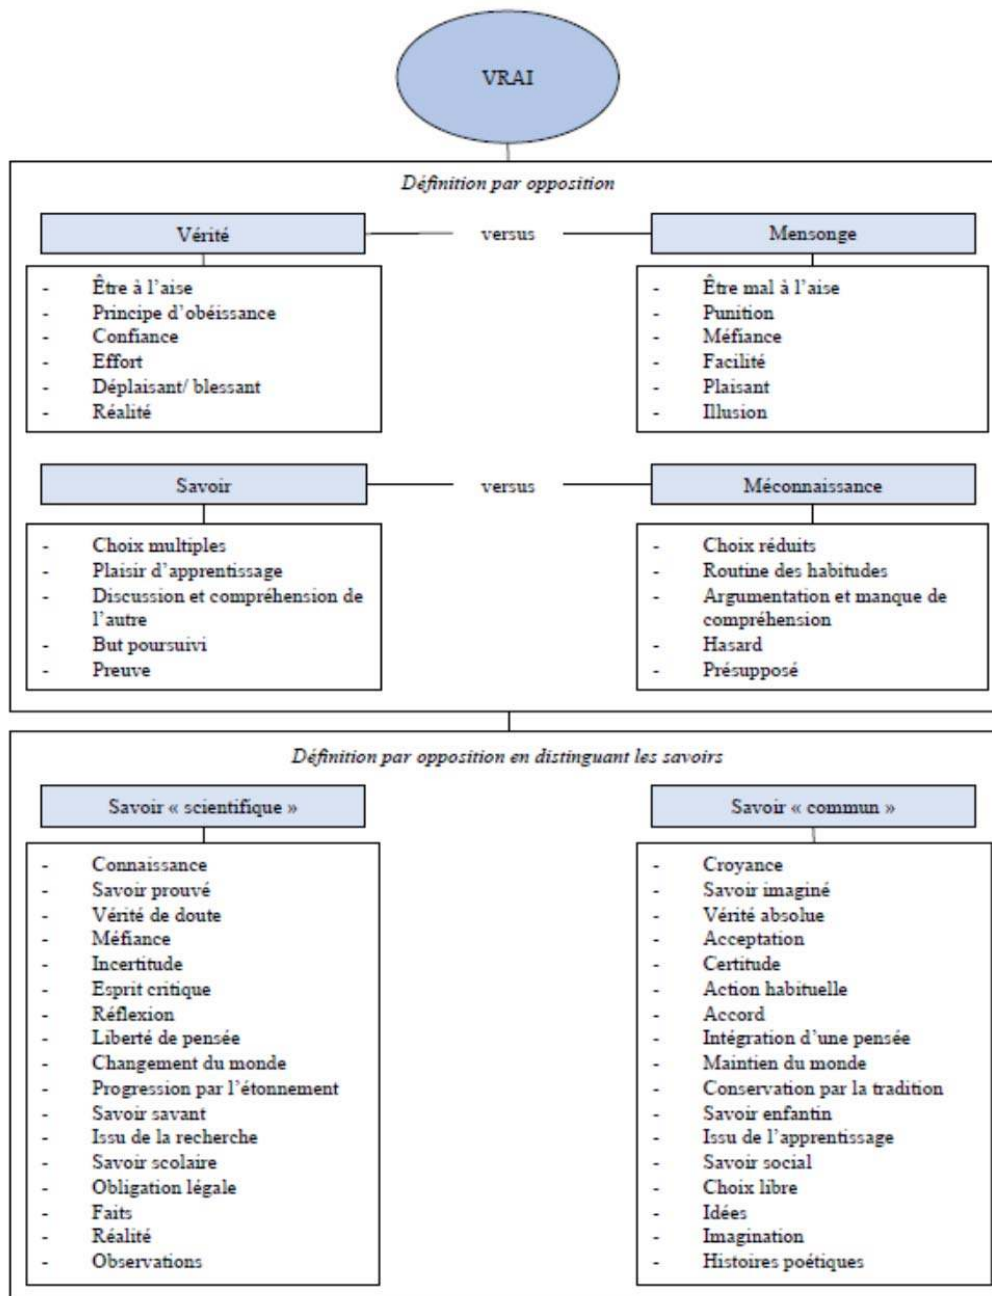 VRAI
Définition par opposition
Vérité versus Mensonge
- Être à l'aise
- Principe d'obéissance
- Confiance
- Effort
- Déplaisant/ blessant
- Réalité
- Être mal à l'aise
- Punition
- Méfiance
- Facilité
- Plaisant
- Illusion
Savoir versus Méconnaissance
- Choix multiples
- Plaisir d'apprentissage
- Discussion et compréhension de
l'autre
- But poursuivi
- Preuve
- Choix réduits
- Routine des habitudes
- Argumentation et manque de
compréhension
- Hasard
- Présupposé
Définition par opposition en distinguant les savoirs
Savoir « scientifique »
- Connaissance
- Savoir prouvé
- Vérité de doute
- Méfiance
- Incertitude
- Esprit critique
- Réflexion
- Liberté de pensée
- Changement du monde
- Progression par l'étonnement
- Savoir savant
- Issu de la recherche
- Savoir scolaire
- Obligation légale
- Faits
- Réalité
- Observations
Savoir « commun »
- Croyance
- Savoir imaginé
- Vérité absolue
- Acceptation
- Certitude
- Action habituelle
- Accord
- Intégration d'une pensée
- Maintien du monde
- Conservation par la tradition
- Savoir enfantin
- Issu de l'apprentissage
- Savoir social
- Choix libre
- Idées
- Imagination
- Histoires poétiques